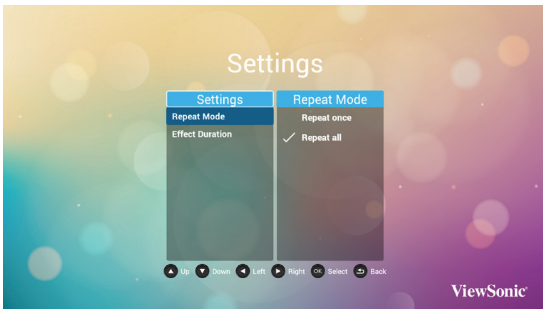 Settings
Settings
Repeat Mode
Effect Duration
Repeat Mode
Repeat once
Repeat all
Up Down Left Right OK Select Back
ViewSonic®